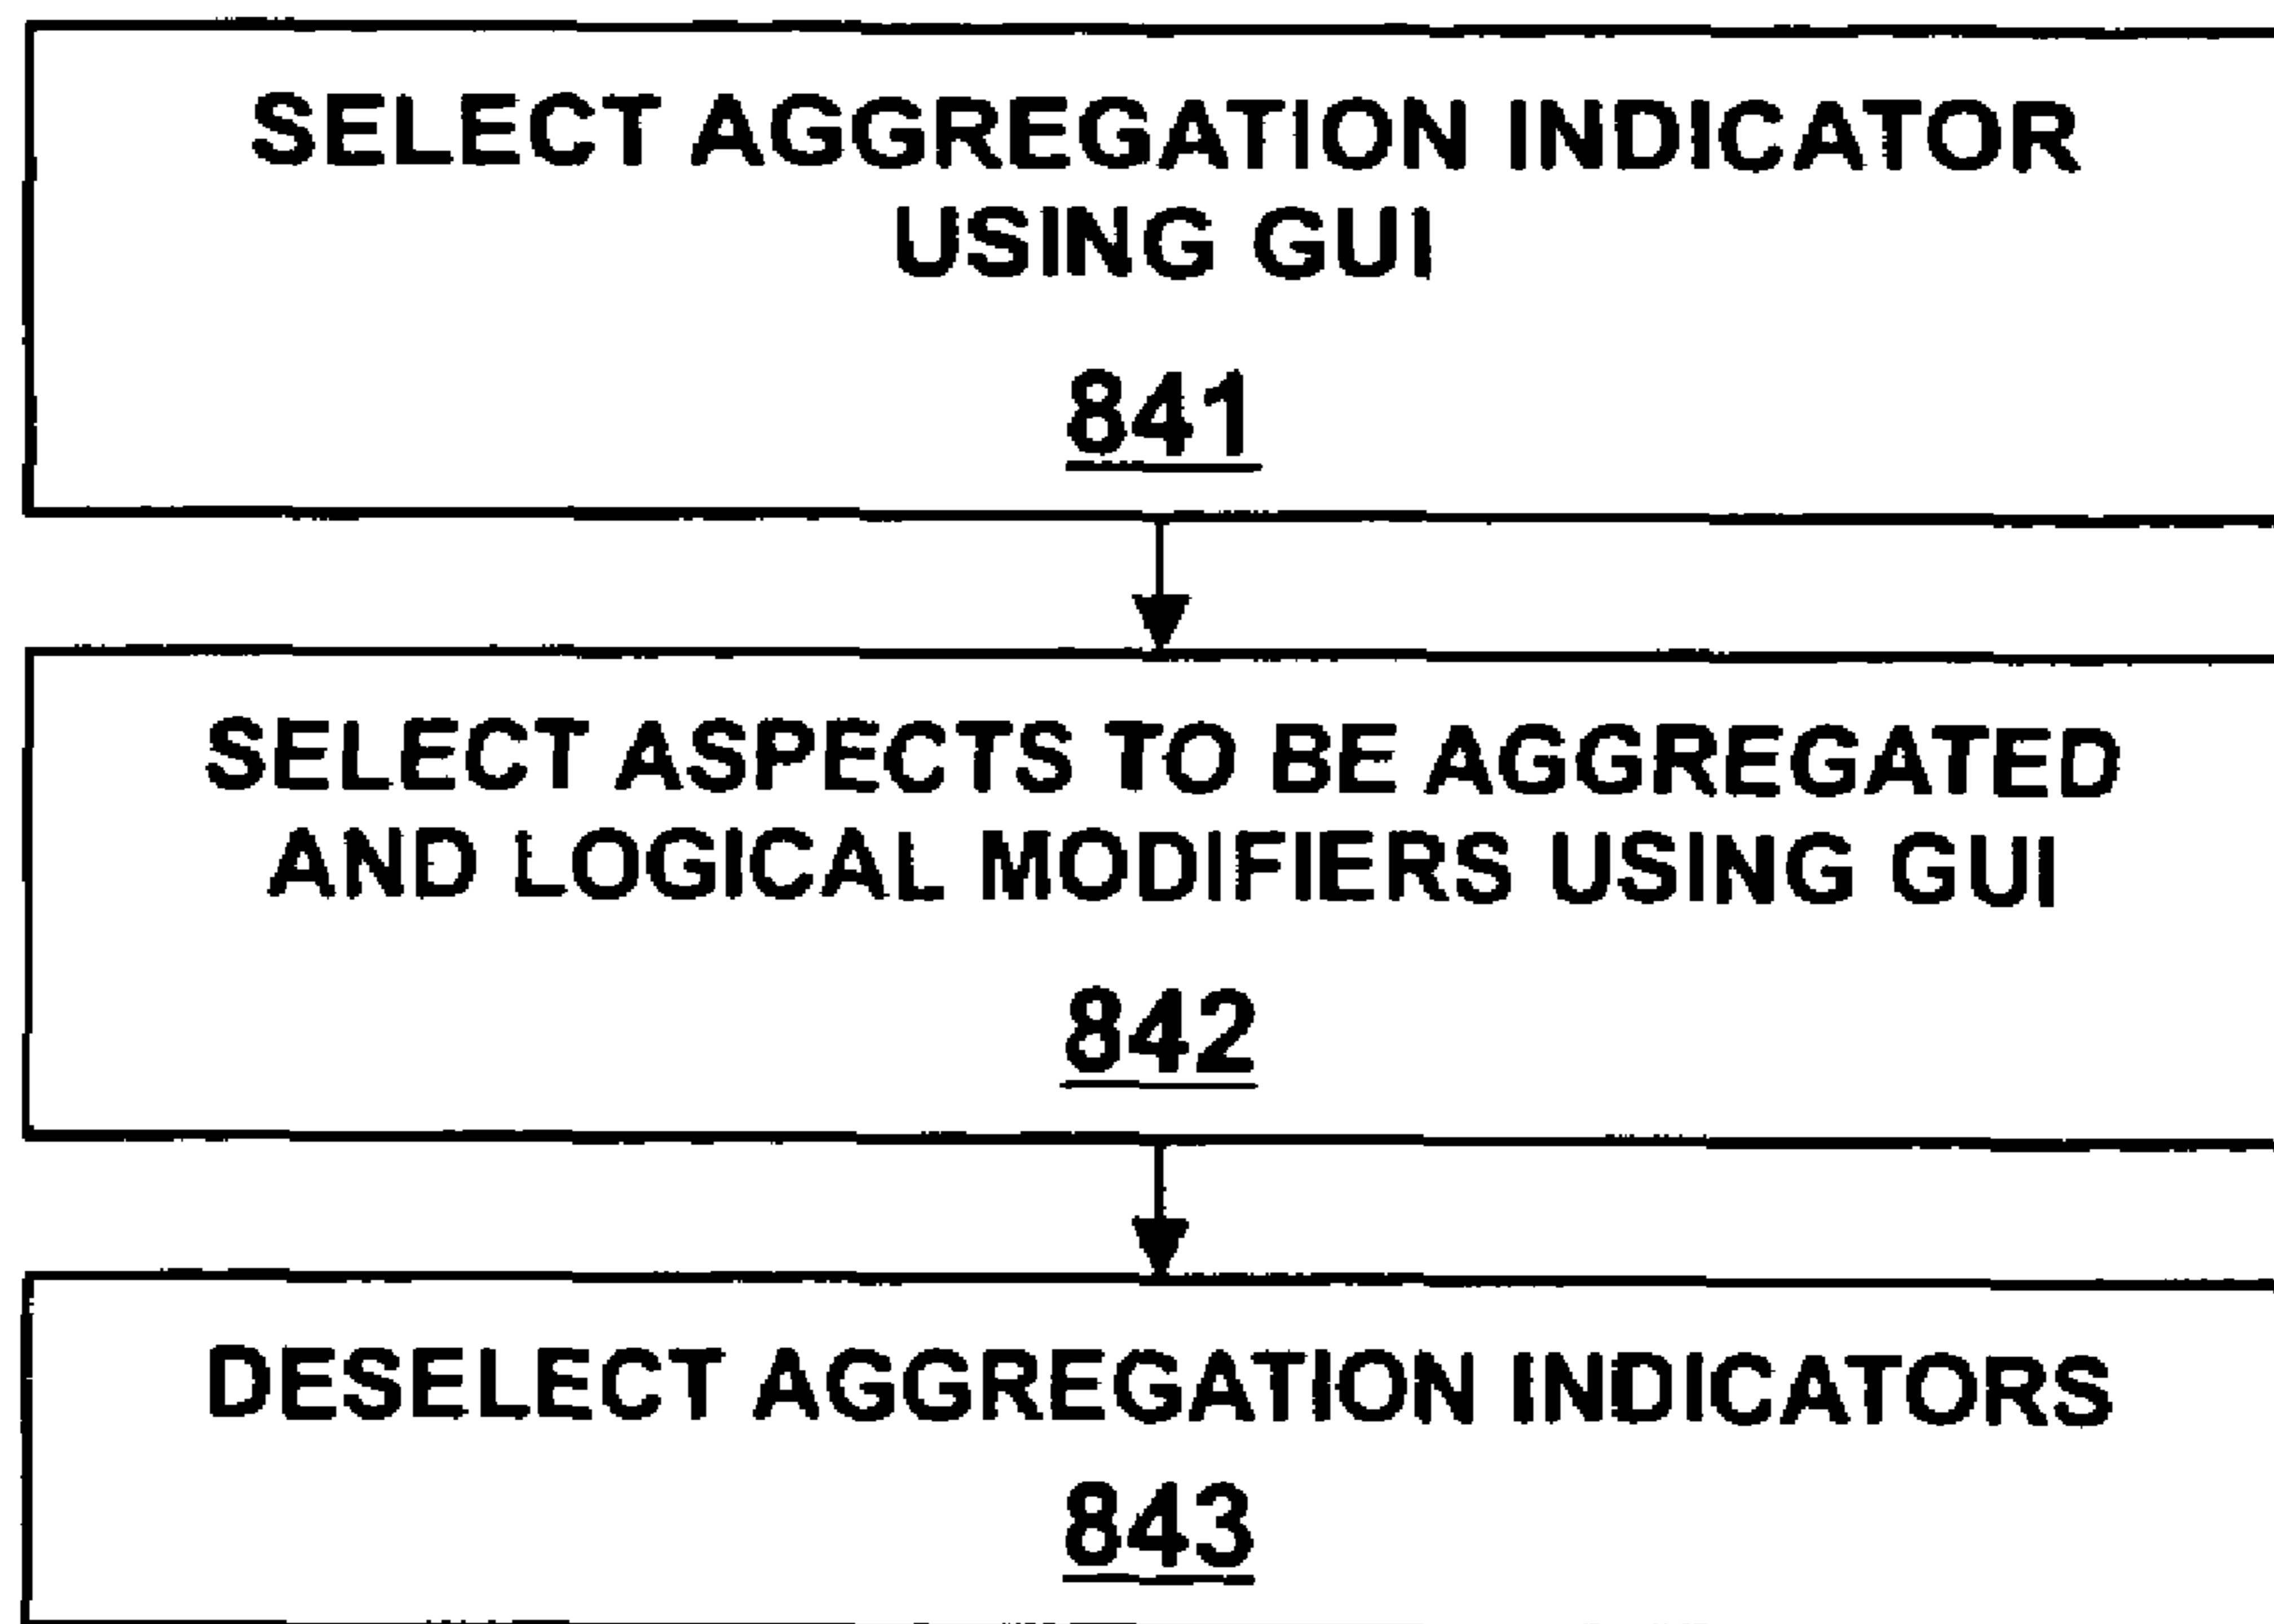 SELECT AGGREGATION INDICATOR
USING GUI
841
SELECT ASPECTS TO BE AGGREGATED
AND LOGICAL MODIFIERS USING GUI
842
DESELECT AGGREGATION INDICATORS
843